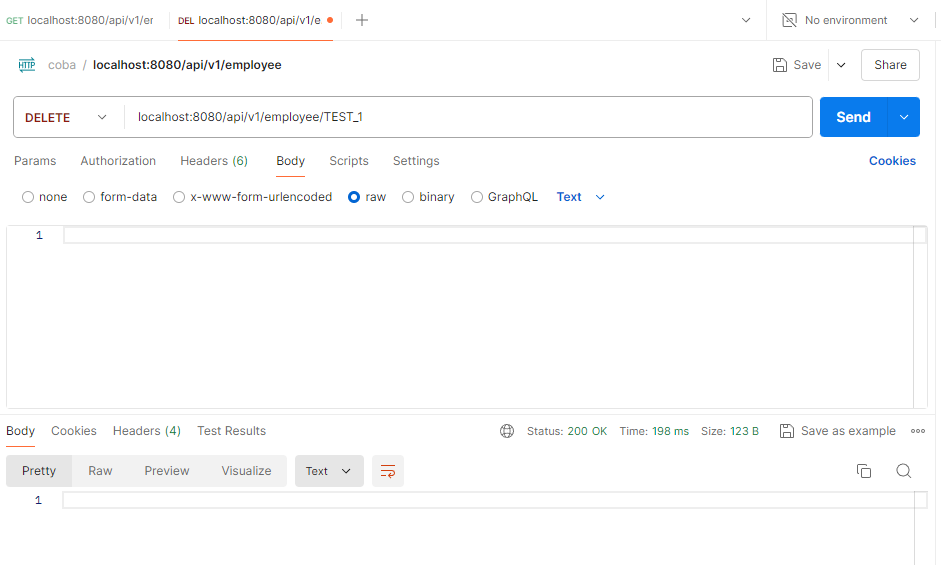 GET localhost:8080/api/v1/er DEL localhost:8080/api/v1/e No environment
HTTP coba / localhost:8080/api/v1/employee Save Share
DELETE localhost:8080/api/v1/employee/TEST_1 Send
Params Authorization Headers (6) Body Scripts Settings Cookies
none form-data x-www-form-urlencoded raw binary GraphQL Text
1
Body Cookies Headers (4) Test Results Status: 200 OK Time: 198 ms Size: 123 B Save as example
Pretty Raw Preview Visualize Text
1